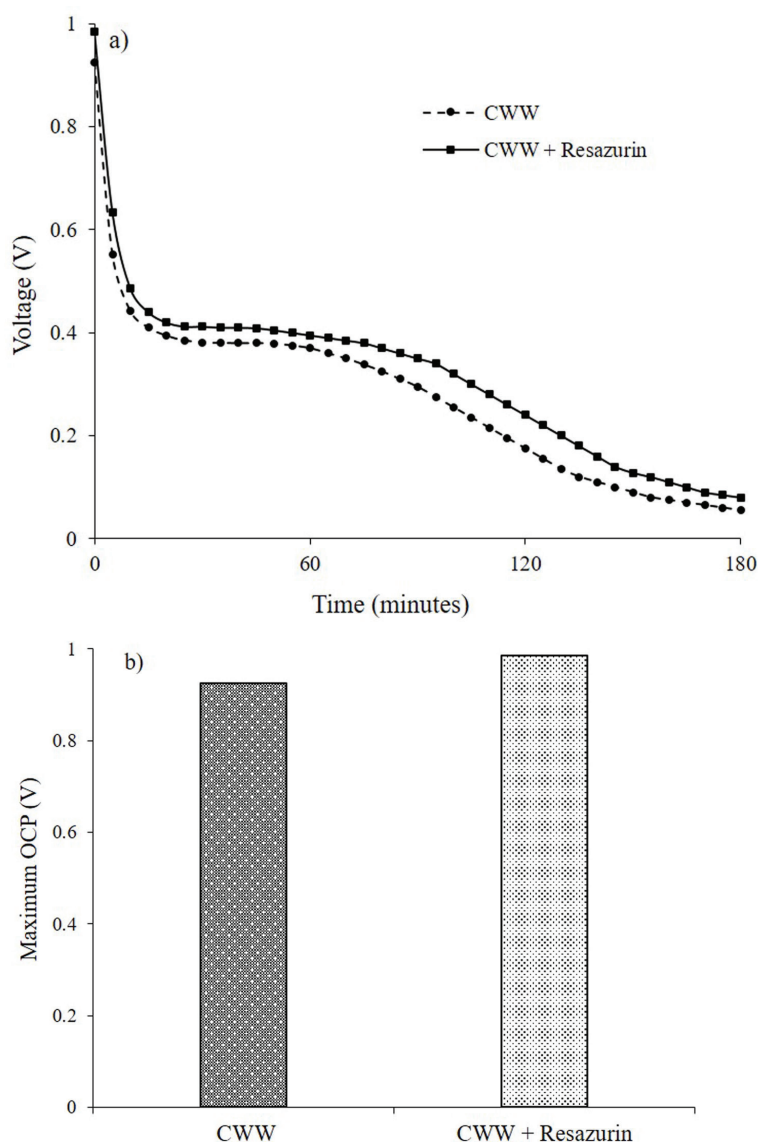 a)
1
0.8
0.6
0.4
0.2
0
Voltage (V)
CWW
CWW + Resazurin
0 60 120 180
Time (minutes)
b)
1
0.8
0.6
0.4
0.2
0
Maximum OCP (V)
CWW CWW + Resazurin